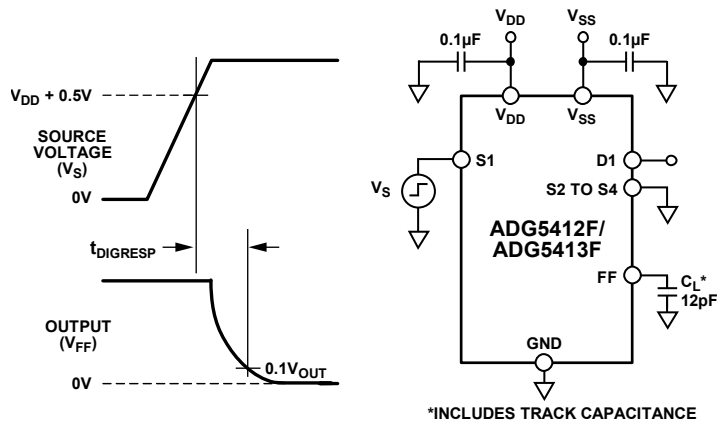 V_DD + 0.5V
SOURCE
VOLTAGE
(V_S)
0V
t_DIGRESP
OUTPUT
(V_FF)
0.1V_OUT
0V
V_DD
V_SS
0.1µF
0.1µF
V_DD
V_SS
S1
D1
V_S
S2 TO S4
ADG5412F/
ADG5413F
FF
C_L*
12pF
GND
*INCLUDES TRACK CAPACITANCE